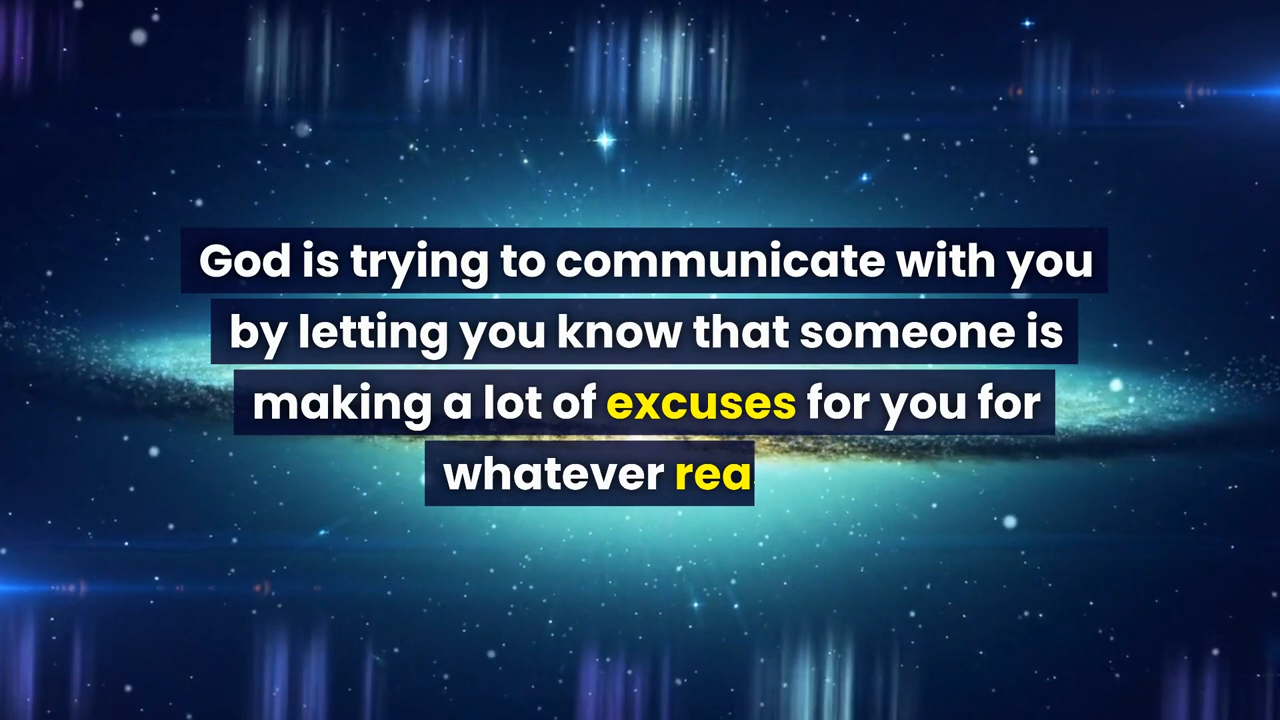 God is trying to communicate with you
by letting you know that someone is
making a lot of excuses for you for
whatever rea